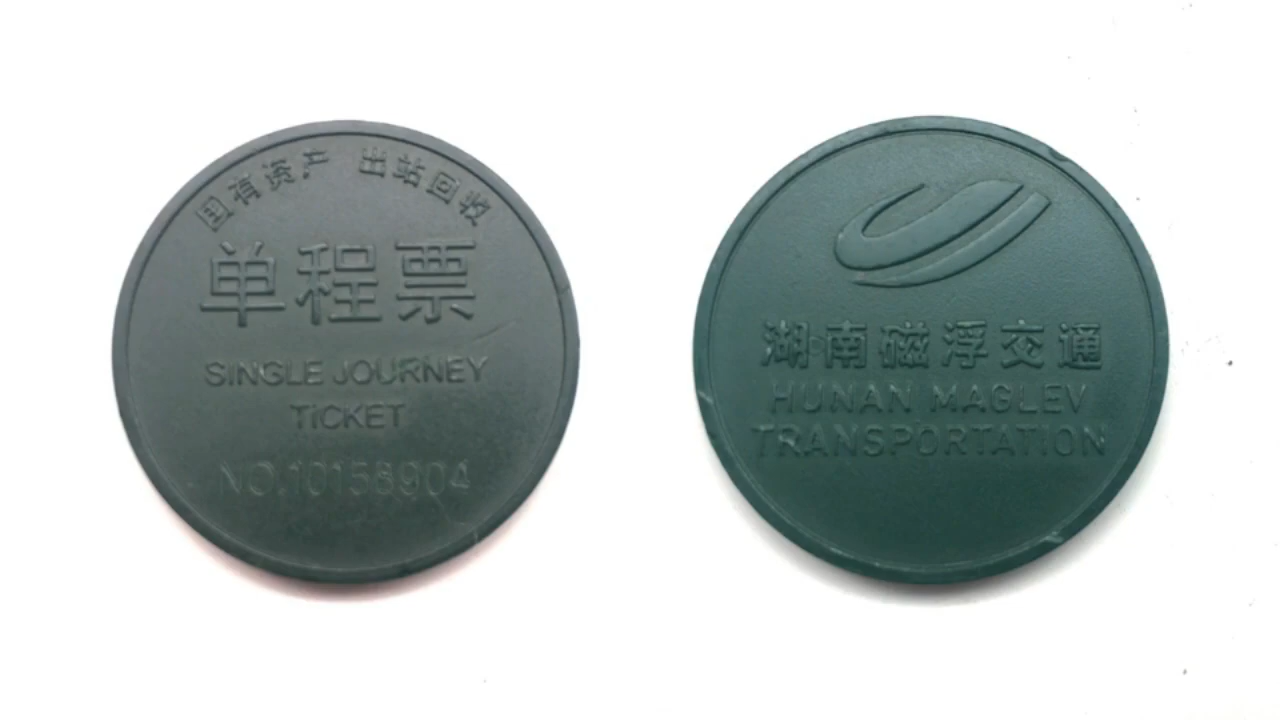 国有资产 出站回收
单程票
SINGLE JOURNEY
TICKET
NO.10158904
湖南磁浮交通
HUNAN MAGLEV
TRANSPORTATION